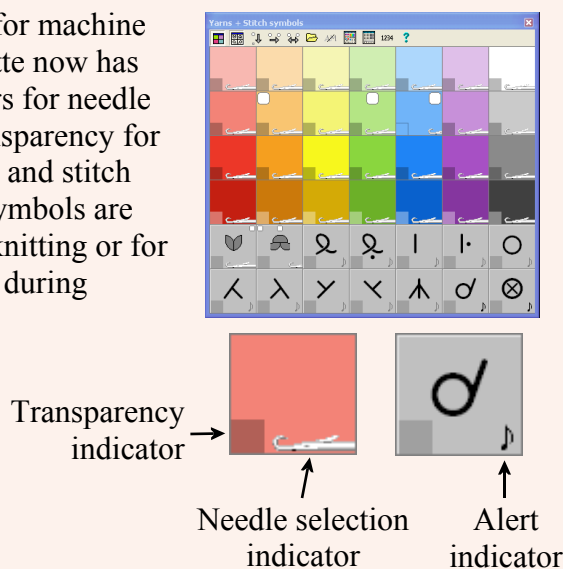 for machine
tte now has
rs for needle
nsparency for
and stitch
ymbols are
knitting or for
during
Yarns + Stitch symbols
1234 ?
Transparency
indicator
Needle selection
indicator
Alert
indicator